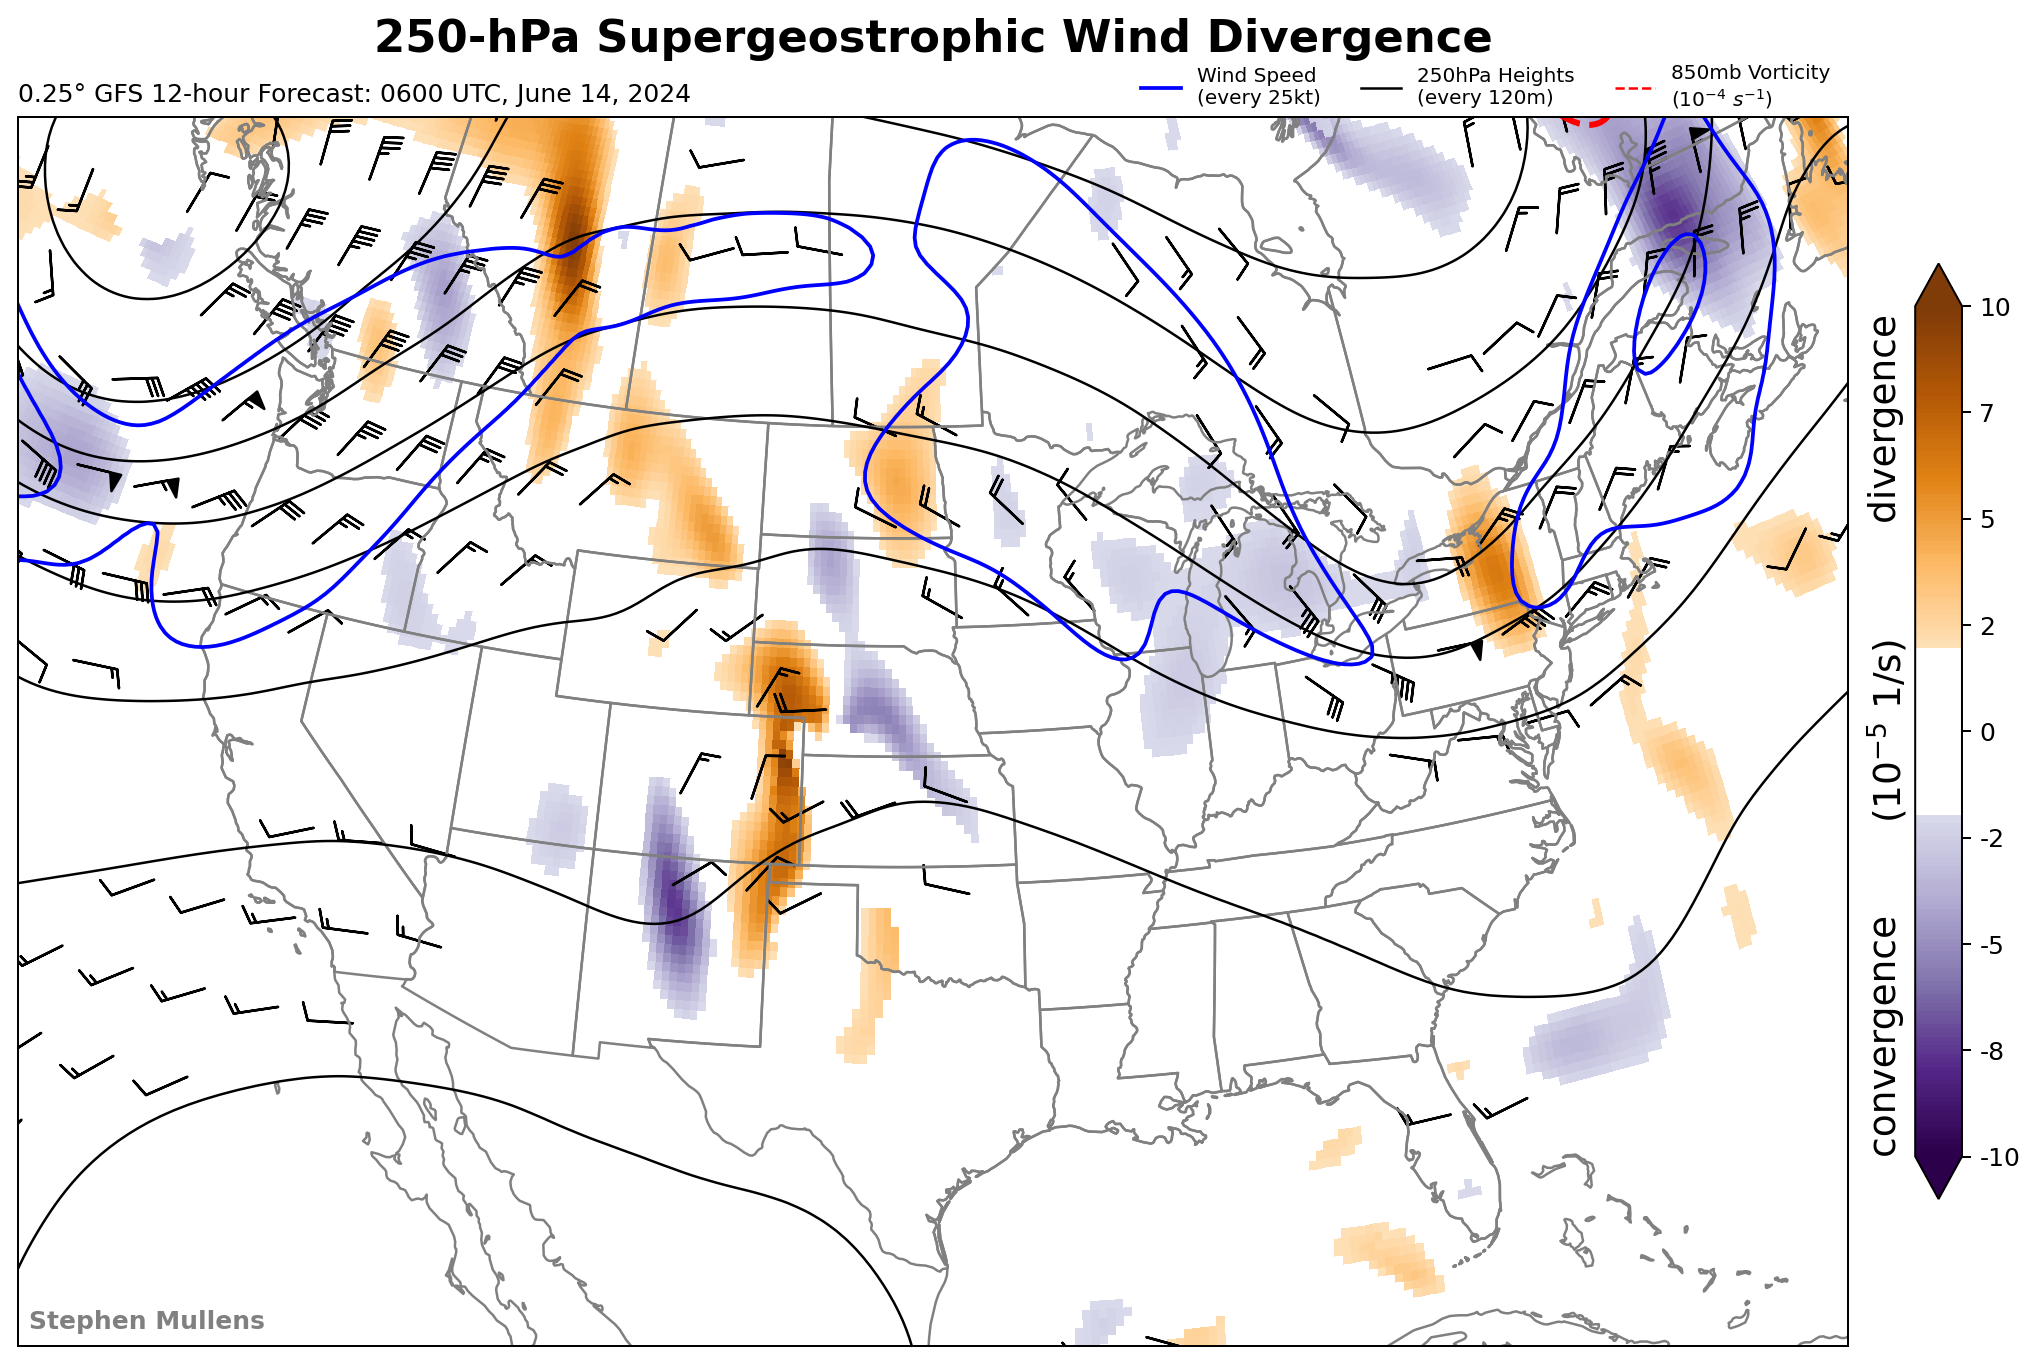 250-hPa Supergeostrophic Wind Divergence
0.25° GFS 12-hour Forecast: 0600 UTC, June 14, 2024
Wind Speed
(every 25kt)
250hPa Heights
(every 120m)
850mb Vorticity
(10⁻⁴ s⁻¹)
10
7
5
2
0
-2
-5
-8
-10
convergence (10⁻⁵ 1/s) divergence
Stephen Mullens